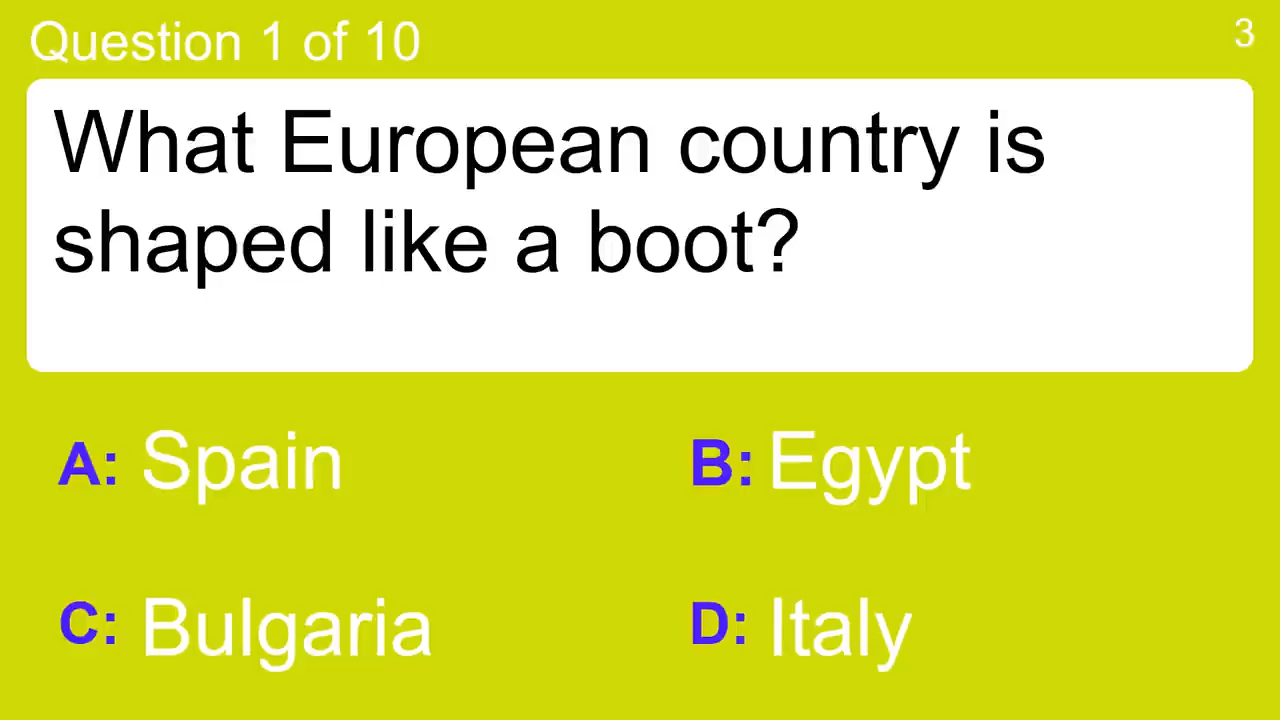 Question 1 of 10
3
What European country is
shaped like a boot?
A: Spain
B: Egypt
C: Bulgaria
D: Italy